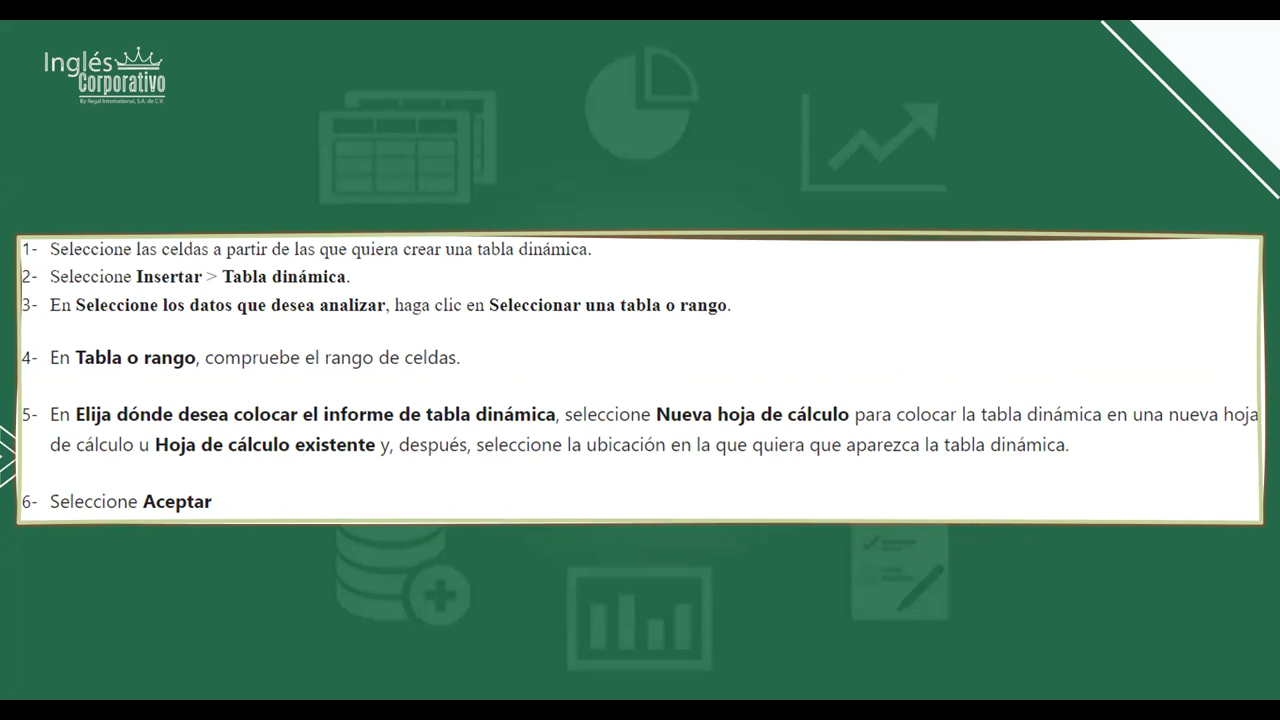 Inglés
Corporativo
By Regal International, S.A. de C.V.
1- Seleccione las celdas a partir de las que quiera crear una tabla dinámica.
2- Seleccione Insertar > Tabla dinámica.
3- En Seleccione los datos que desea analizar, haga clic en Seleccionar una tabla o rango.
4- En Tabla o rango, compruebe el rango de celdas.
5- En Elija dónde desea colocar el informe de tabla dinámica, seleccione Nueva hoja de cálculo para colocar la tabla dinámica en una nueva hoja
de cálculo u Hoja de cálculo existente y, después, seleccione la ubicación en la que quiera que aparezca la tabla dinámica.
6- Seleccione Aceptar